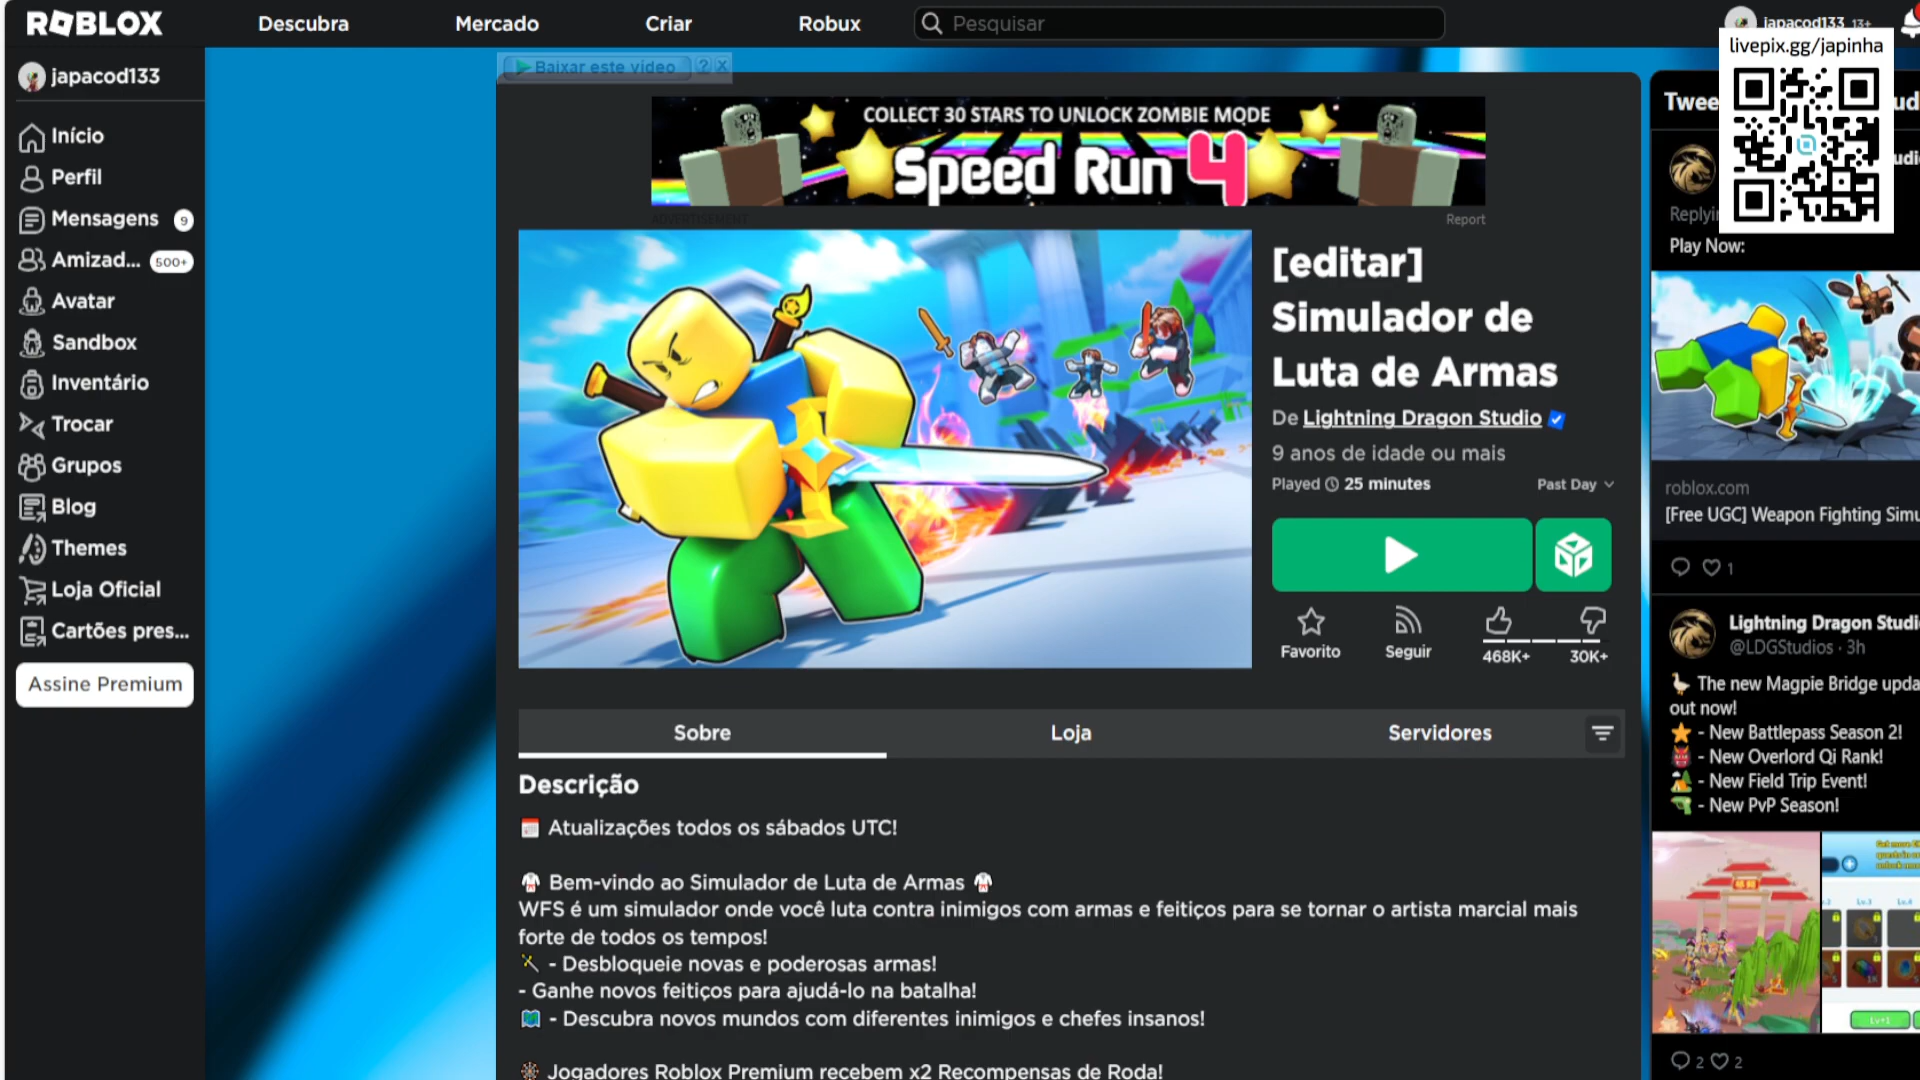 ROBLOX
Descubra
Mercado
Criar
Robux
Pesquisar
japacod133 13+
livepix.gg/japinha
japacod133
Início
Perfil
Mensagens 9
Amizad... 500+
Avatar
Sandbox
Inventário
Trocar
Grupos
Blog
Themes
Loja Oficial
Cartões pres...
Assine Premium
Baixar este vídeo ? X
COLLECT 30 STARS TO UNLOCK ZOMBIE MODE
Speed Run 4
ADVERTISEMENT
Report
[editar]
Simulador de
Luta de Armas
De Lightning Dragon Studio
9 anos de idade ou mais
Played 25 minutes
Past Day
Favorito
Seguir
468K+
30K+
Sobre
Loja
Servidores
Descrição
📅 Atualizações todos os sábados UTC!
🥋 Bem-vindo ao Simulador de Luta de Armas 🥋
WFS é um simulador onde você luta contra inimigos com armas e feitiços para se tornar o artista marcial mais
forte de todos os tempos!
🗡 - Desbloqueie novas e poderosas armas!
- Ganhe novos feitiços para ajudá-lo na batalha!
🗺 - Descubra novos mundos com diferentes inimigos e chefes insanos!
☸ Jogadores Roblox Premium recebem x2 Recompensas de Roda!
Play Now:
roblox.com
[Free UGC] Weapon Fighting Simu
1
Lightning Dragon Studi
@LDGStudios · 3h
The new Magpie Bridge upda
out now!
⭐ - New Battlepass Season 2!
👹 - New Overlord Qi Rank!
🏕 - New Field Trip Event!
🔫 - New PvP Season!
Lv.3
Lv.4
Lv+1
2
2